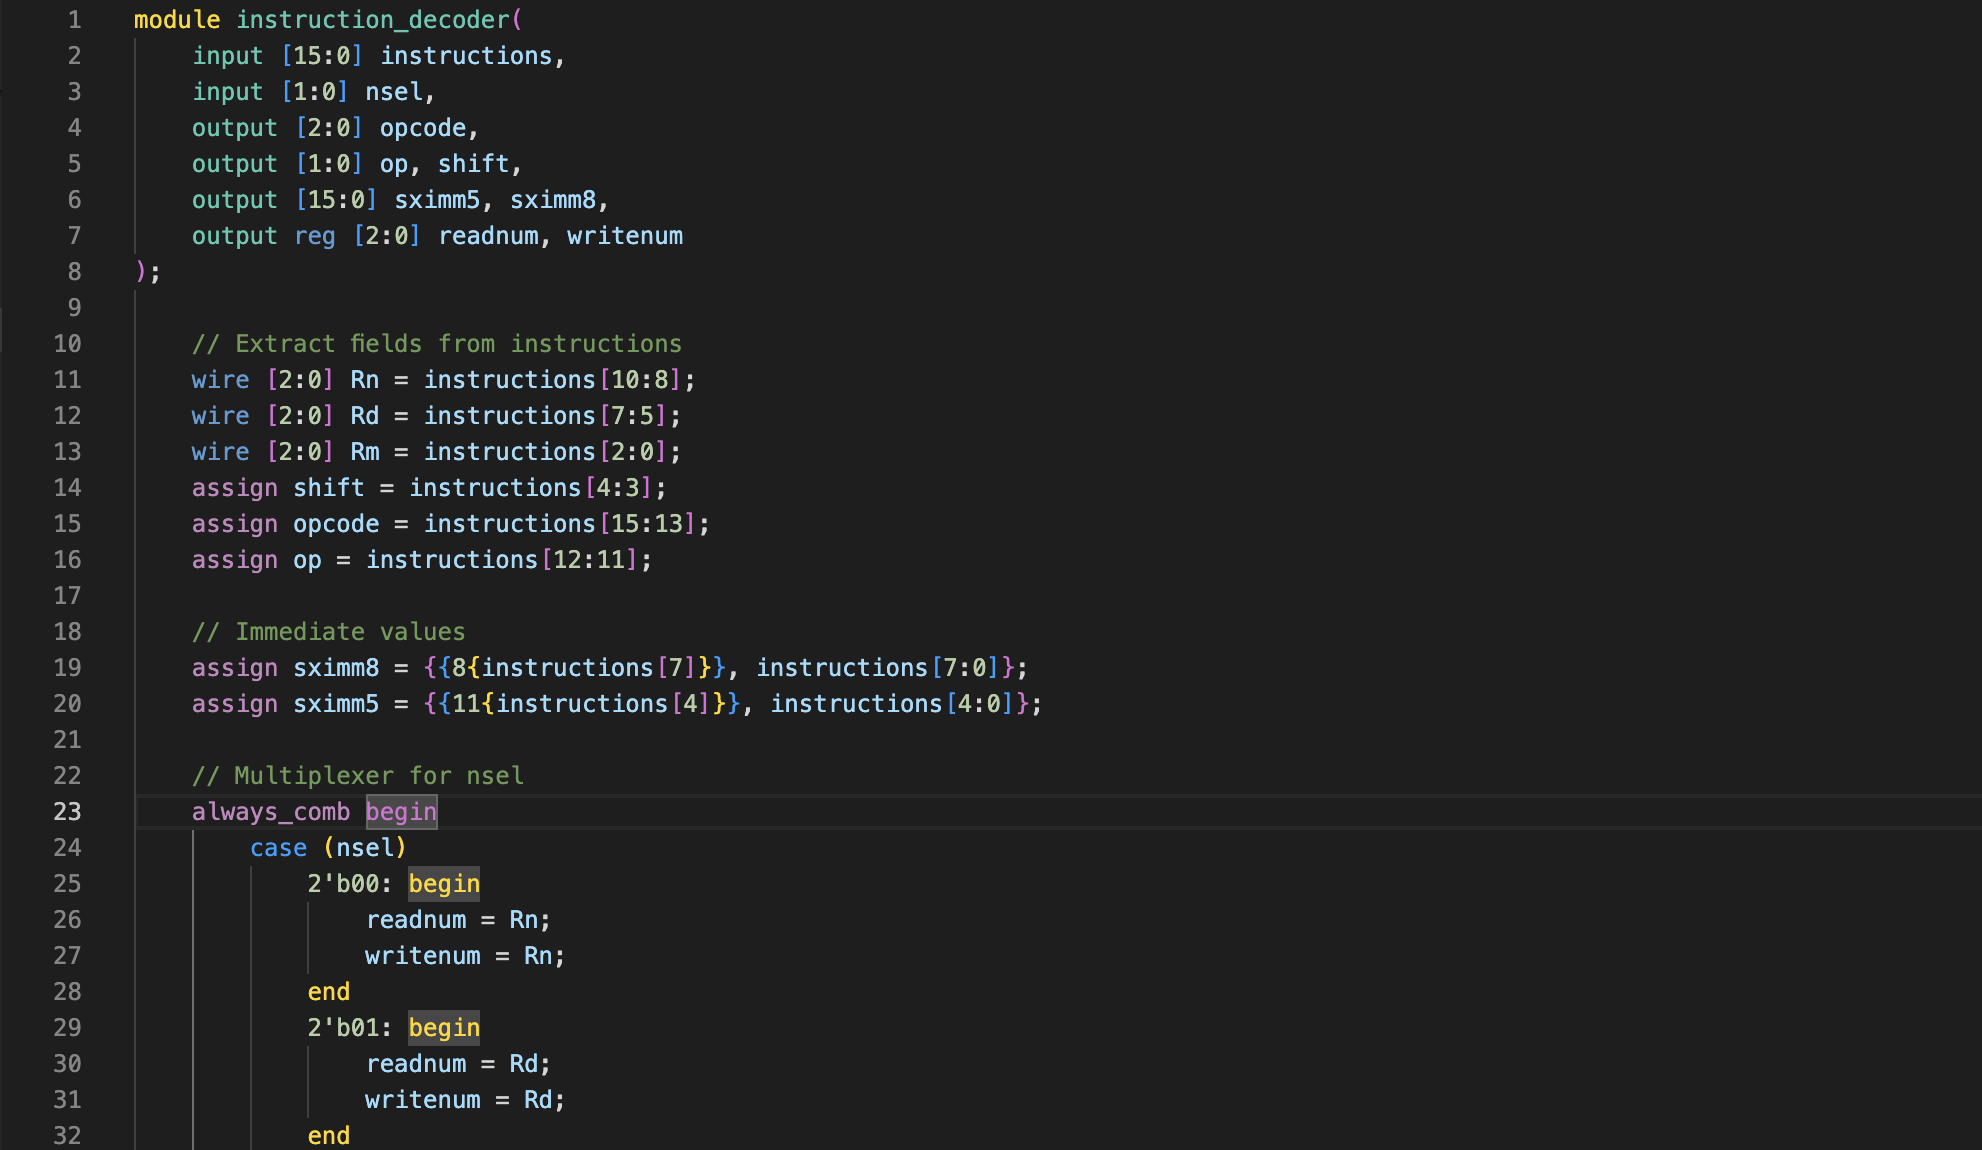 1 module instruction_decoder(
2     input [15:0] instructions,
3     input [1:0] nsel,
4     output [2:0] opcode,
5     output [1:0] op, shift,
6     output [15:0] sximm5, sximm8,
7     output reg [2:0] readnum, writenum
8 );
9
10     // Extract fields from instructions
11     wire [2:0] Rn = instructions[10:8];
12     wire [2:0] Rd = instructions[7:5];
13     wire [2:0] Rm = instructions[2:0];
14     assign shift = instructions[4:3];
15     assign opcode = instructions[15:13];
16     assign op = instructions[12:11];
17
18     // Immediate values
19     assign sximm8 = {{8{instructions[7]}}, instructions[7:0]};
20     assign sximm5 = {{11{instructions[4]}}, instructions[4:0]};
21
22     // Multiplexer for nsel
23     always_comb begin
24         case (nsel)
25             2'b00: begin
26                 readnum = Rn;
27                 writenum = Rn;
28             end
29             2'b01: begin
30                 readnum = Rd;
31                 writenum = Rd;
32             end